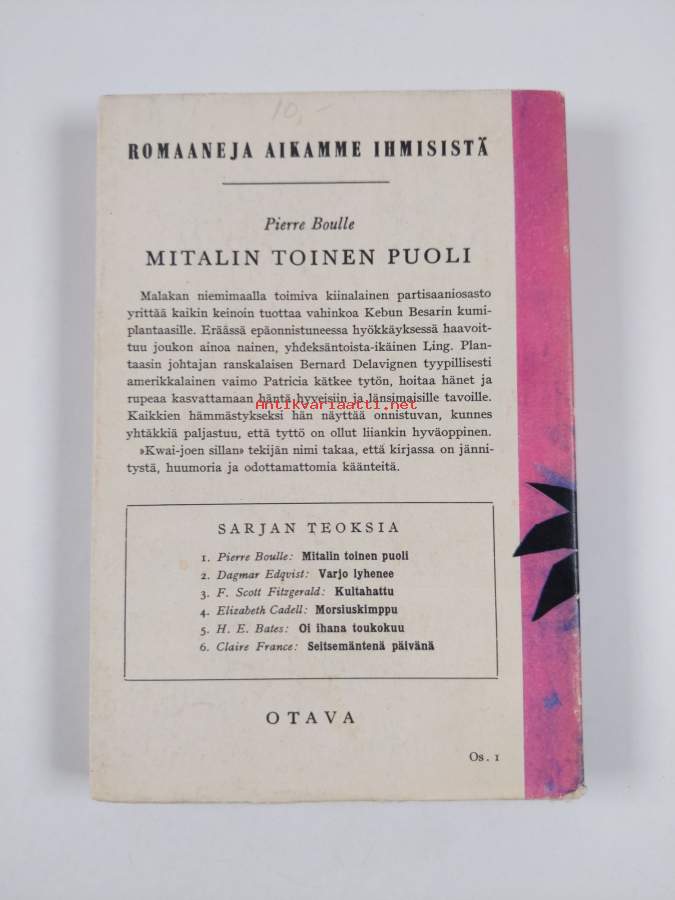 10,-
ROMAANEJA AIKAMME IHMISISTÄ
Pierre Boulle
MITALIN TOINEN PUOLI
Malakan niemimaalla toimiva kiinalainen partisaaniosasto
yrittää kaikin keinoin tuottaa vahinkoa Kebun Besarin kumi-
plantaasille. Eräässä epäonnistuneessa hyökkäyksessä haavoit-
tuu joukon ainoa nainen, yhdeksäntoista-ikäinen Ling. Plan-
taasin johtajan ranskalaisen Bernard Delavignen tyypillisesti
amerikkalainen vaimo Patricia kätkee tytön, hoitaa hänet ja
rupeaa kasvattamaan häntä hyveisiin ja länsimaisille tavoille.
Antikvariaatti.net
Kaikkien hämmästykseksi hän näyttää onnistuvan, kunnes
yhtäkkiä paljastuu, että tyttö on ollut liiankin hyväoppinen.
»Kwai-joen sillan» tekijän nimi takaa, että kirjassa on jänni-
tystä, huumoria ja odottamattomia käänteitä.
SARJAN TEOKSIA
1. Pierre Boulle: Mitalin toinen puoli
2. Dagmar Edqvist: Varjo lyhenee
3. F. Scott Fitzgerald: Kultahattu
4. Elizabeth Cadell: Morsiuskimppu
5. H. E. Bates: Oi ihana toukokuu
6. Claire France: Seitsemäntenä päivänä
OTAVA
Os. 1